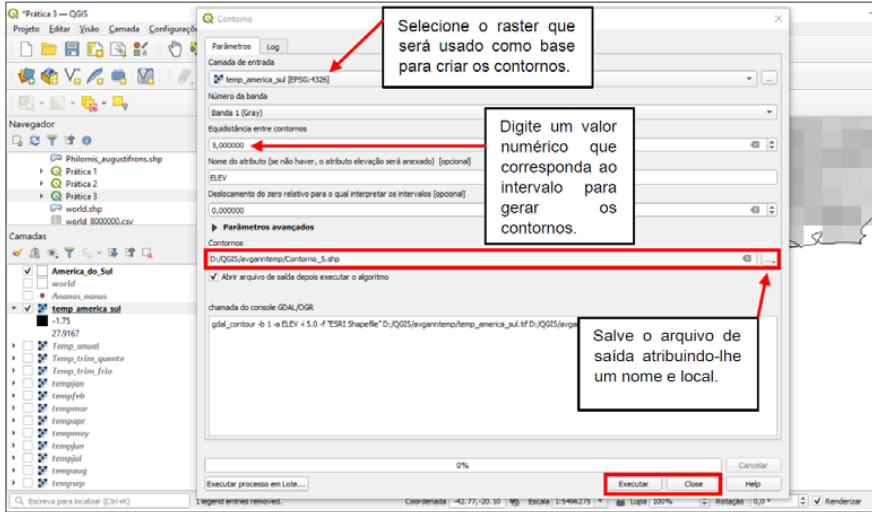 *Prática 3 — QGIS
Projeto Editar Visão Camada Configuraçõe
Contorno
Parâmetros Log
Camada de entrada
temp_america_sul [EPSG:4326]
Número da banda
Banda 1 (Gray)
Equidistância entre contornos
5,000000
Nome do atributo (se não haver, o atributo elevação será anexado) [opcional]
ELEV
Deslocamento do zero relativo para o qual interpretar os intervalos [opcional]
0,000000
Parâmetros avançados
Contornos
D:/QGIS/avganntemp/Contorno_5.shp
...
Abrir arquivo de saída depois executar o algoritmo
chamada do console GDAL/OGR
gdal_contour -b 1 -a ELEV -i 5.0 -f "ESRI Shapefile" D:/QGIS/avganntemp/temp_america_sul.tif D:/QGIS/avga
0%
Cancelar
Executar processo em Lote...
Executar Close Help
Selecione o raster que
será usado como base
para criar os contornos.
Digite um valor
numérico que
corresponda ao
intervalo para
gerar os
contornos.
Salve o arquivo de
saída atribuindo-lhe
um nome e local.
Navegador
Philornis_augustifrons.shp
Prática 1
Prática 2
Prática 3
world.shp
world 8000000.csv
Camadas
America_do_Sul
world
Ananas_nanus
temp america sul
-1.75
27.9167
Temp_anual
Temp_trim_quente
Temp_trim_frio
tempjan
tempfeb
tempmar
tempapr
tempmay
tempjun
tempjul
tempaug
tempsep
Escreva para localizar (Ctrl+K)
1 legend entries removed.
Coordenada -42.77,-20.10 Escala 1:5496275 Lupa 100% Rotação 0,0 ° Renderizar